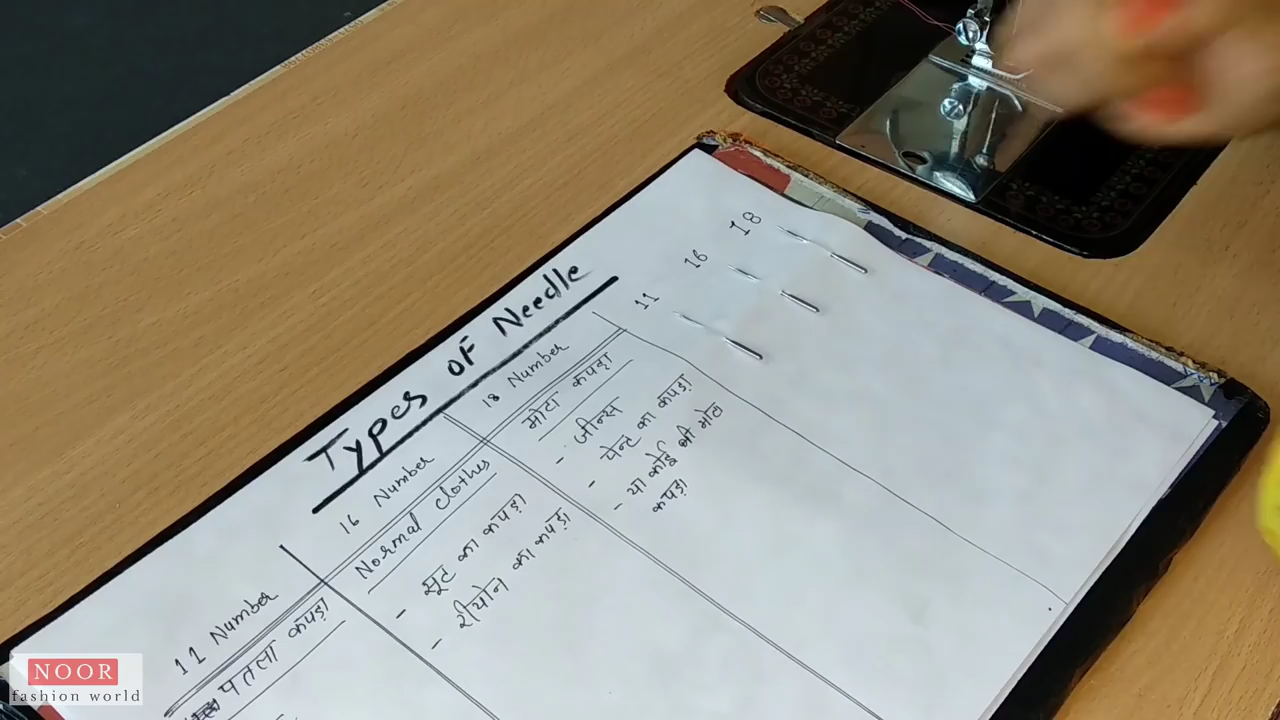 Types of Needle
11 Number
16 Number
18 Number
पतला कपड़ा
Normal clothes
- सूट का कपड़ा
- रीयोन का कपड़ा
मोटा कपड़ा
- जीन्स
- पेन्ट का कपड़ा
- या कोई भी मोटा
कपड़ा
11
16
18
NOOR
fashion world